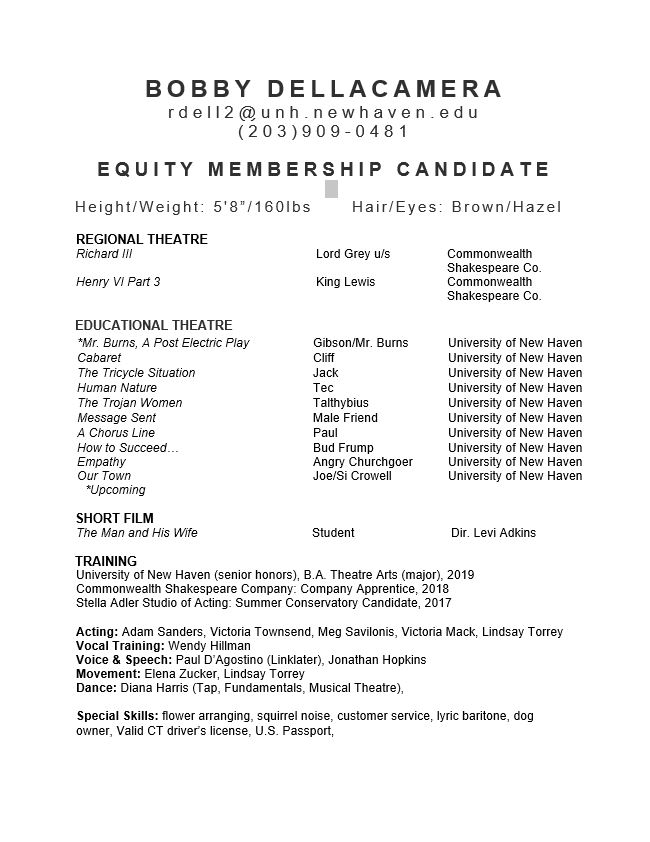 BOBBY DELLACAMERA
rdell2@unh.newhaven.edu
(203)909-0481
EQUITY MEMBERSHIP CANDIDATE
Height/Weight: 5'8”/160lbs Hair/Eyes: Brown/Hazel
REGIONAL THEATRE
Richard III Lord Grey u/s Commonwealth
Shakespeare Co.
Henry VI Part 3 King Lewis Commonwealth
Shakespeare Co.
EDUCATIONAL THEATRE
*Mr. Burns, A Post Electric Play Gibson/Mr. Burns University of New Haven
Cabaret Cliff University of New Haven
The Tricycle Situation Jack University of New Haven
Human Nature Tec University of New Haven
The Trojan Women Talthybius University of New Haven
Message Sent Male Friend University of New Haven
A Chorus Line Paul University of New Haven
How to Succeed… Bud Frump University of New Haven
Empathy Angry Churchgoer University of New Haven
Our Town Joe/Si Crowell University of New Haven
*Upcoming
SHORT FILM
The Man and His Wife Student Dir. Levi Adkins
TRAINING
University of New Haven (senior honors), B.A. Theatre Arts (major), 2019
Commonwealth Shakespeare Company: Company Apprentice, 2018
Stella Adler Studio of Acting: Summer Conservatory Candidate, 2017
Acting: Adam Sanders, Victoria Townsend, Meg Savilonis, Victoria Mack, Lindsay Torrey
Vocal Training: Wendy Hillman
Voice & Speech: Paul D’Agostino (Linklater), Jonathan Hopkins
Movement: Elena Zucker, Lindsay Torrey
Dance: Diana Harris (Tap, Fundamentals, Musical Theatre),
Special Skills: flower arranging, squirrel noise, customer service, lyric baritone, dog
owner, Valid CT driver’s license, U.S. Passport,